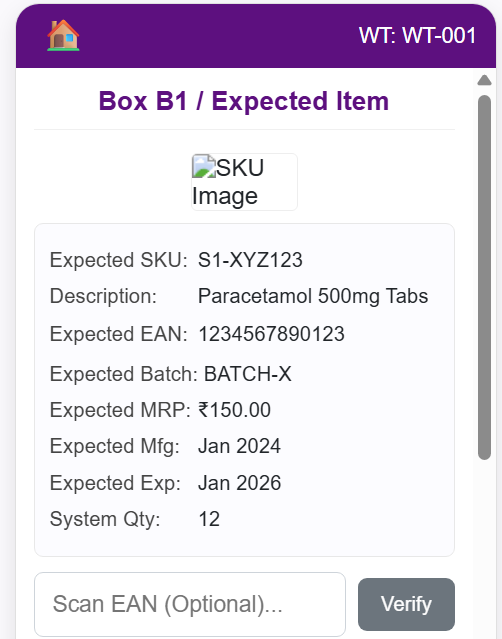 WT: WT-001
Box B1 / Expected Item
SKU
Image
Expected SKU: S1-XYZ123
Description: Paracetamol 500mg Tabs
Expected EAN: 1234567890123
Expected Batch: BATCH-X
Expected MRP: ₹150.00
Expected Mfg: Jan 2024
Expected Exp: Jan 2026
System Qty: 12
Scan EAN (Optional)... Verify